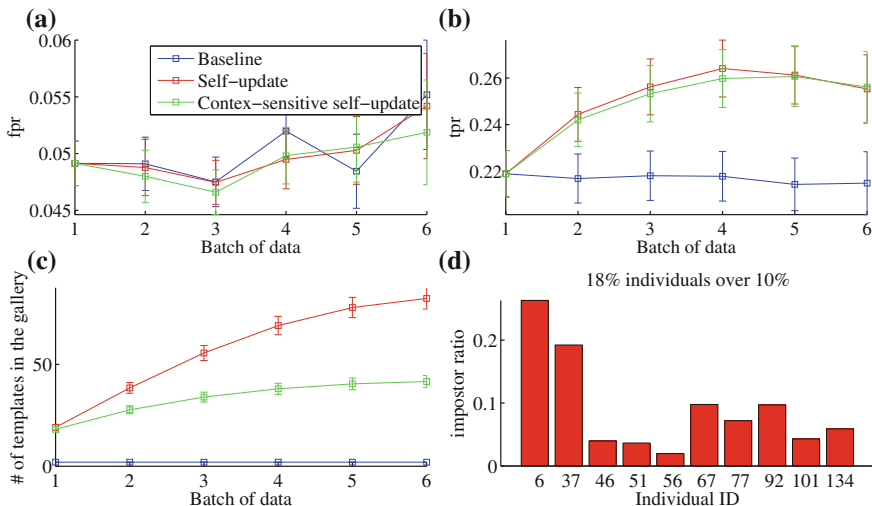 (a)
0.06
0.055
0.05
0.045
fpr
Baseline
Self-update
Contex-sensitive self-update
1 2 3 4 5 6
Batch of data
(b)
0.26
0.24
0.22
tpr
1 2 3 4 5 6
Batch of data
(c)
# of templates in the gallery
50
0
1 2 3 4 5 6
Batch of data
(d)
18% individuals over 10%
impostor ratio
0.2
0.1
0
6 37 46 51 56 67 77 92 101 134
Individual ID